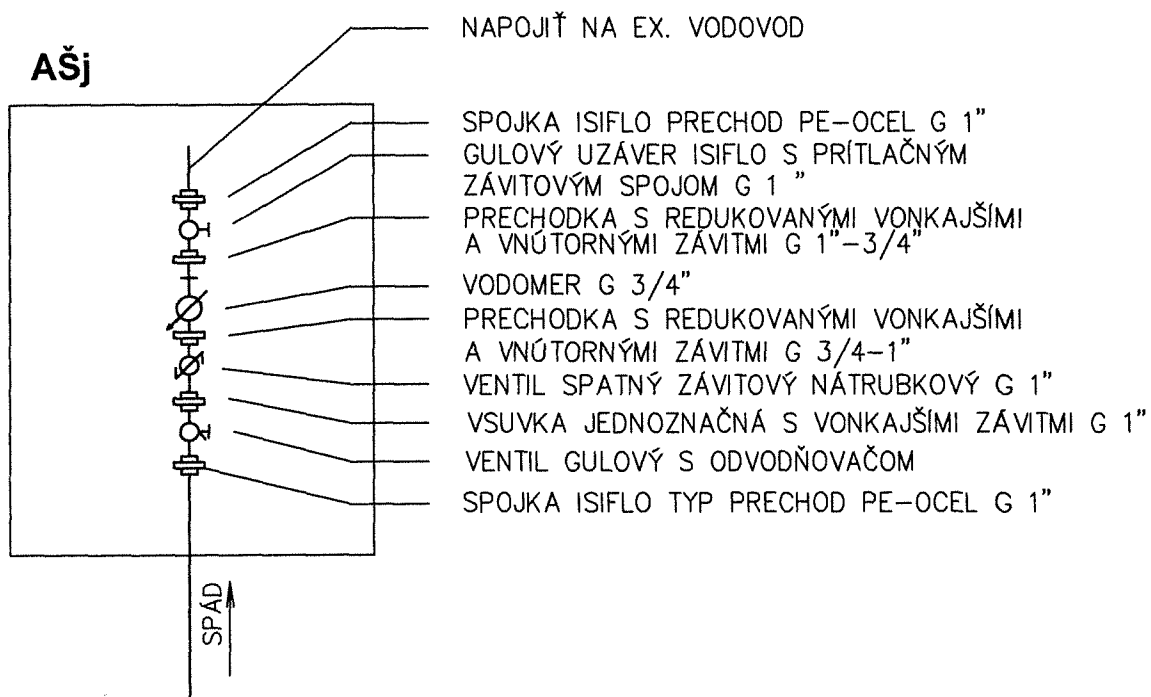 NAPOJIŤ NA EX. VODOVOD
AŠj
SPOJKA ISIFLO PRECHOD PE-OCEL G 1"
GULOVÝ UZÁVER ISIFLO S PRÍTLAČNÝM
ZÁVITOVÝM SPOJOM G 1 "
PRECHODKA S REDUKOVANÝMI VONKAJŠÍMI
A VNÚTORNÝMI ZÁVITMI G 1"-3/4"
VODOMER G 3/4"
PRECHODKA S REDUKOVANÝMI VONKAJŠÍMI
A VNÚTORNÝMI ZÁVITMI G 3/4-1"
VENTIL SPATNÝ ZÁVITOVÝ NÁTRUBKOVÝ G 1"
VSUVKA JEDNOZNAČNÁ S VONKAJŠÍMI ZÁVITMI G 1"
VENTIL GULOVÝ S ODVODŇOVAČOM
SPOJKA ISIFLO TYP PRECHOD PE-OCEL G 1"
SPÁD